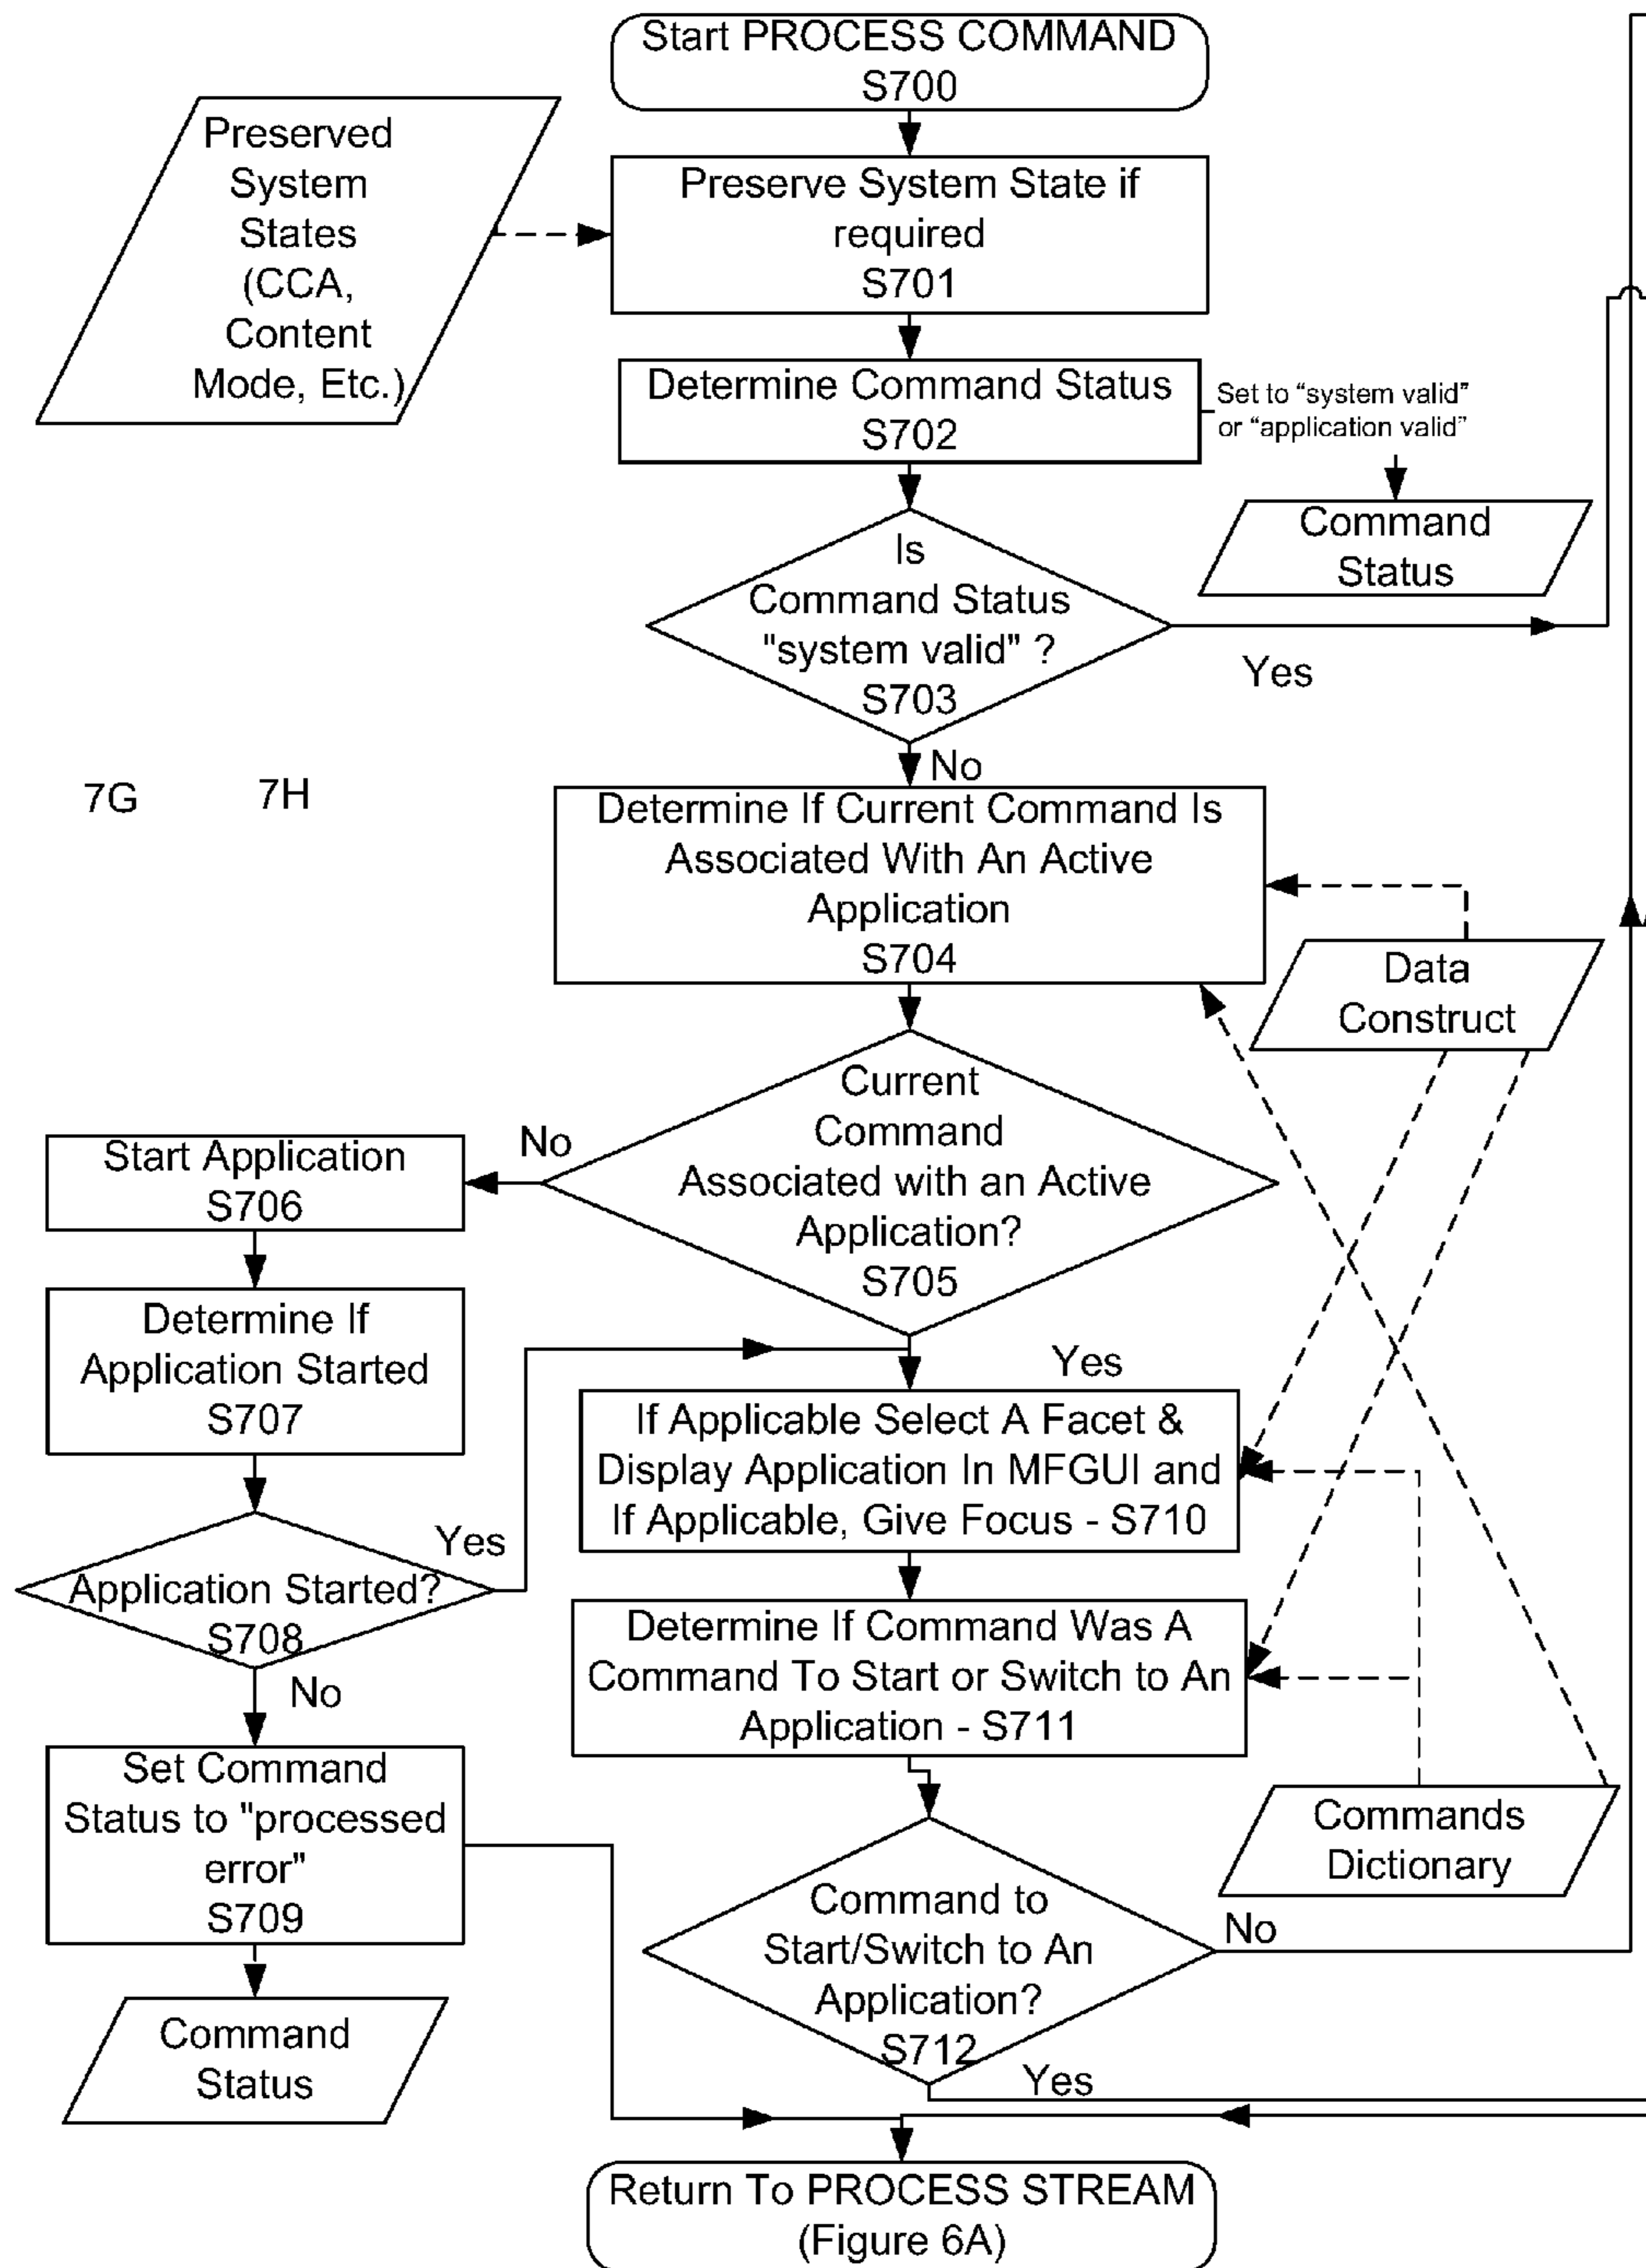 Start PROCESS COMMAND
S700
Preserved
System
States
(CCA,
Content
Mode, Etc.)
Preserve System State if
required
S701
Determine Command Status
S702
Set to “system valid”
or “application valid”
Command
Status
Is
Command Status
"system valid" ?
S703
Yes
No
7G
7H
Determine If Current Command Is
Associated With An Active
Application
S704
Data
Construct
Current
Command
Associated with an Active
Application?
S705
No
Start Application
S706
Determine If
Application Started
S707
Yes
If Applicable Select A Facet &
Display Application In MFGUI and
If Applicable, Give Focus - S710
Yes
Application Started?
S708
No
Determine If Command Was A
Command To Start or Switch to An
Application - S711
Set Command
Status to "processed
error"
S709
Commands
Dictionary
Command to
Start/Switch to An
Application?
S712
No
Yes
Command
Status
Return To PROCESS STREAM
(Figure 6A)